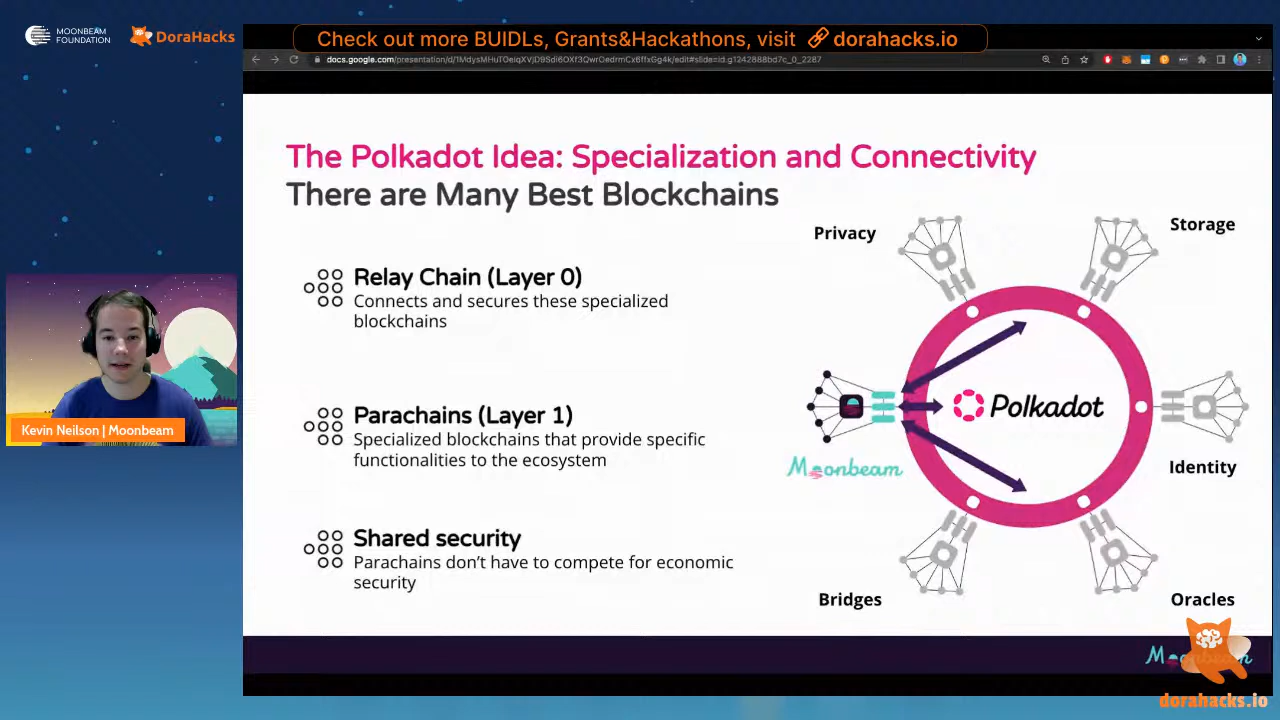 MOONBEAM
FOUNDATION
DoraHacks
Check out more BUIDLs, Grants&Hackathons, visit dorahacks.io
The Polkadot Idea: Specialization and Connectivity
There are Many Best Blockchains
Relay Chain (Layer 0)
Connects and secures these specialized
blockchains
Parachains (Layer 1)
Specialized blockchains that provide specific
functionalities to the ecosystem
Shared security
Parachains don't have to compete for economic
security
Privacy
Storage
Polkadot
Moonbeam
Identity
Bridges
Oracles
Kevin Neilson | Moonbeam
Moonbeam
dorahacks.io